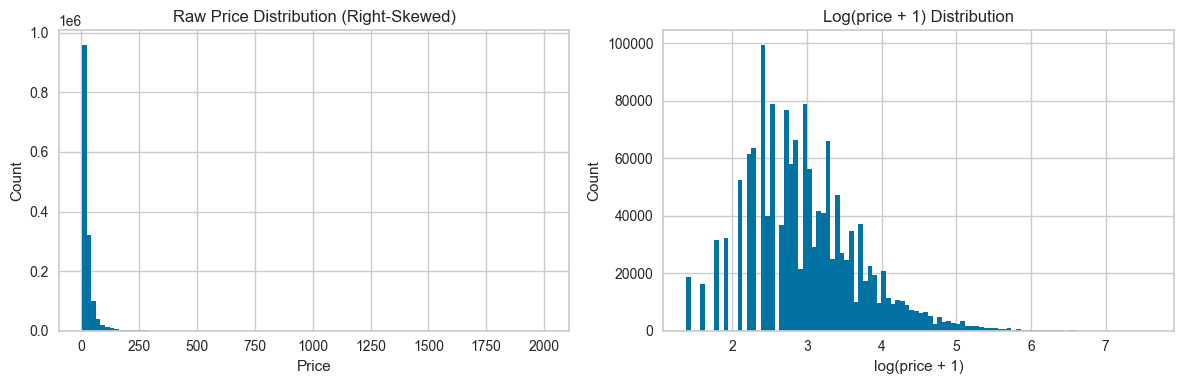 Raw Price Distribution (Right-Skewed)
1e6
1.0
0.8
0.6
0.4
0.2
0.0
Count
0 250 500 750 1000 1250 1500 1750 2000
Price
Log(price + 1) Distribution
100000
80000
60000
40000
20000
0
Count
2 3 4 5 6 7
log(price + 1)